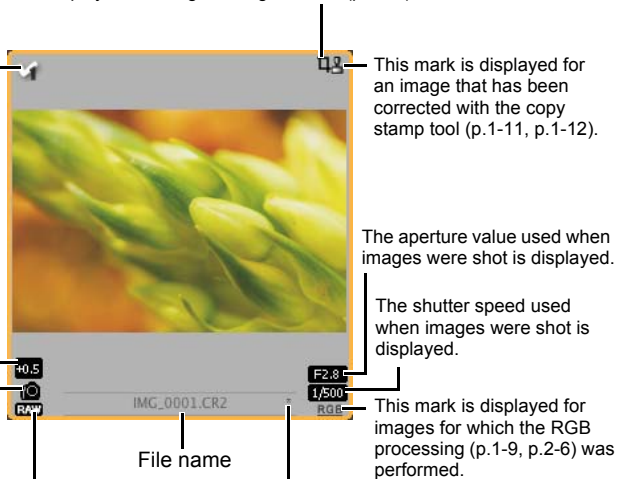 This mark is displayed for
an image that has been
corrected with the copy
stamp tool (p.1-11, p.1-12).
The aperture value used when
images were shot is displayed.
The shutter speed used
when images were shot is
displayed.
+0.5
F2.8
1/500
RAW
IMG_0001.CR2
*
RGB
This mark is displayed for
images for which the RGB
processing (p.1-9, p.2-6) was
performed.
File name